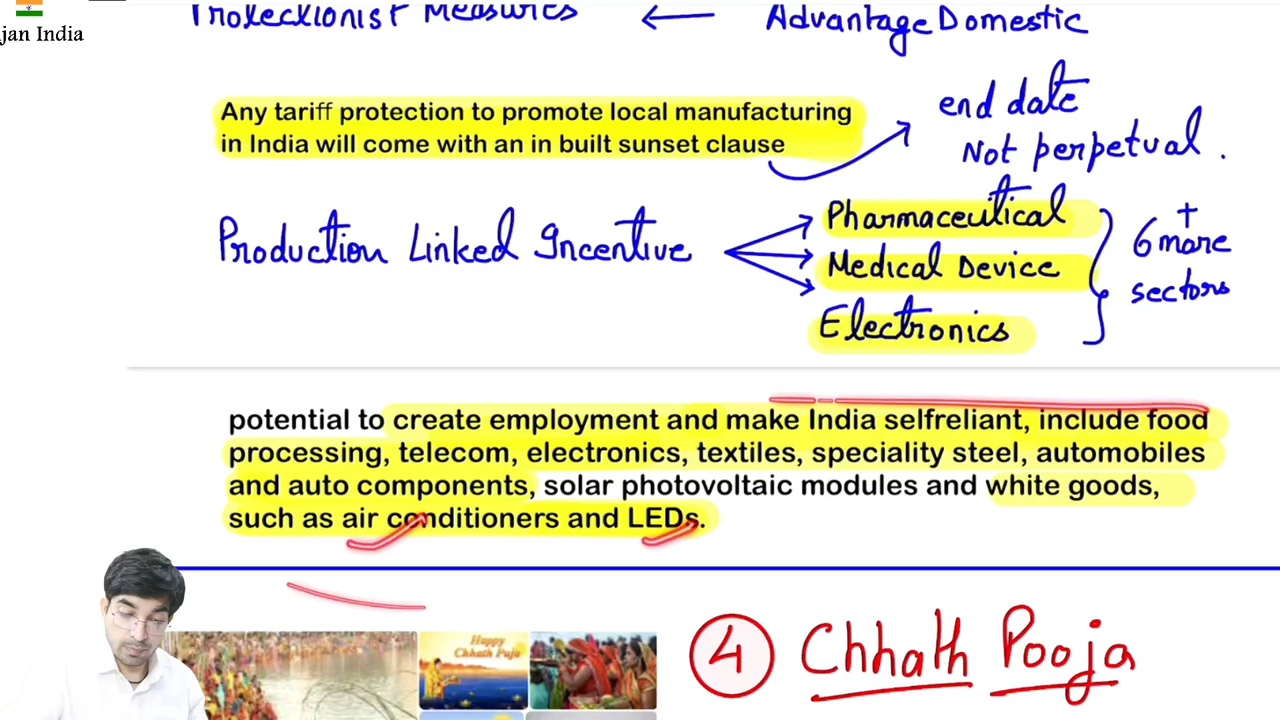 Protectionist Measures ← Advantage Domestic
jan India
Any tariff protection to promote local manufacturing
in India will come with an in built sunset clause
end date
Not perpetual.
Production Linked Incentive
Pharmaceutical
Medical Device
Electronics
+
6 more
sectors
potential to create employment and make India selfreliant, include food
processing, telecom, electronics, textiles, speciality steel, automobiles
and auto components, solar photovoltaic modules and white goods,
such as air conditioners and LEDs.
Happy
Chhath Puja
4 Chhath Pooja